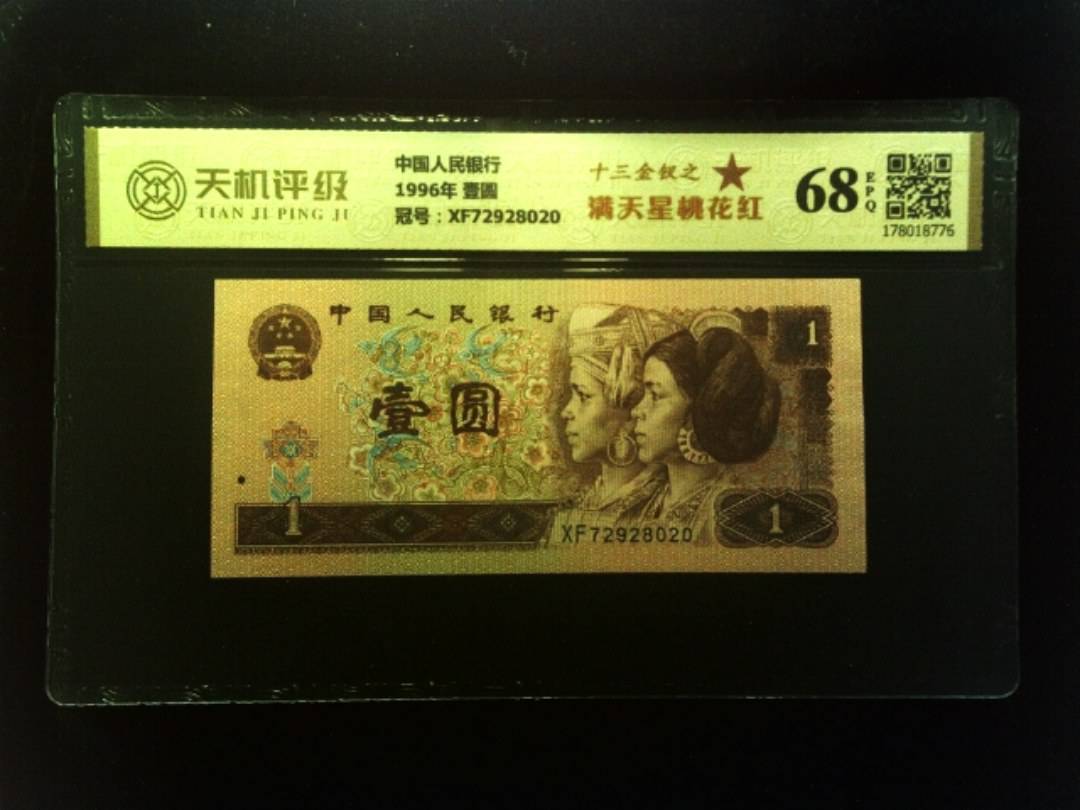 天机评级
TIAN JI PING JI
中国人民银行
1996年 壹圆
冠号：XF72928020
十三金钗之
满天星桃花红
68
EPQ
178018776
中国人民银行
1
壹圆
1
XF72928020
1